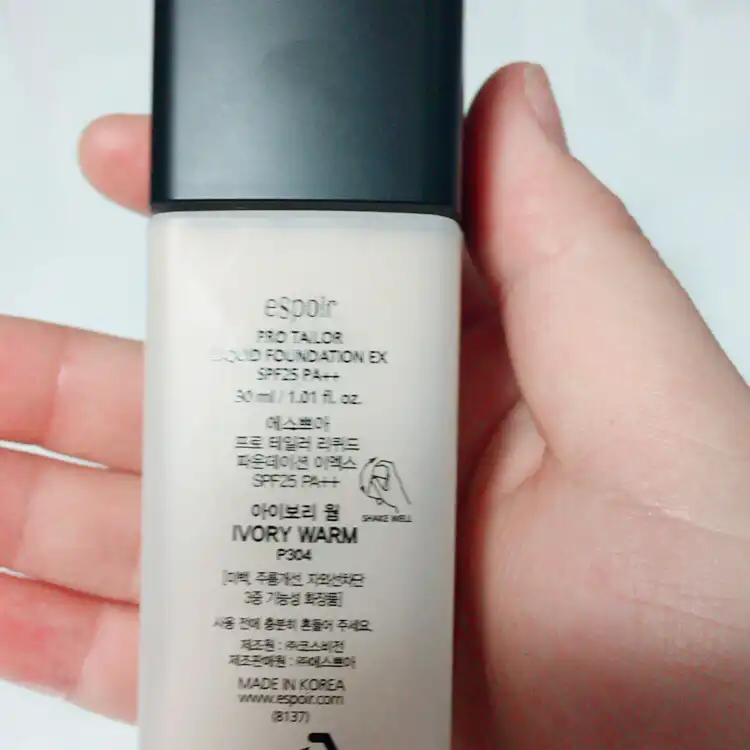 espoir
PRO TAILOR
LIQUID FOUNDATION EX
SPF25 PA++
30 ml / 1.01 fl. oz.
에스쁘아
프로 테일러 리퀴드
파운데이션 이엑스
SPF25 PA++
SHAKE WELL
아이보리 웜
IVORY WARM
P304
[미백, 주름개선, 자외선차단
3중 기능성 화장품]
사용 전에 충분히 흔들어 주세요.
제조원 : ㈜코스비전
제조판매원 : ㈜에스쁘아
MADE IN KOREA
www.espoir.com
(8137)